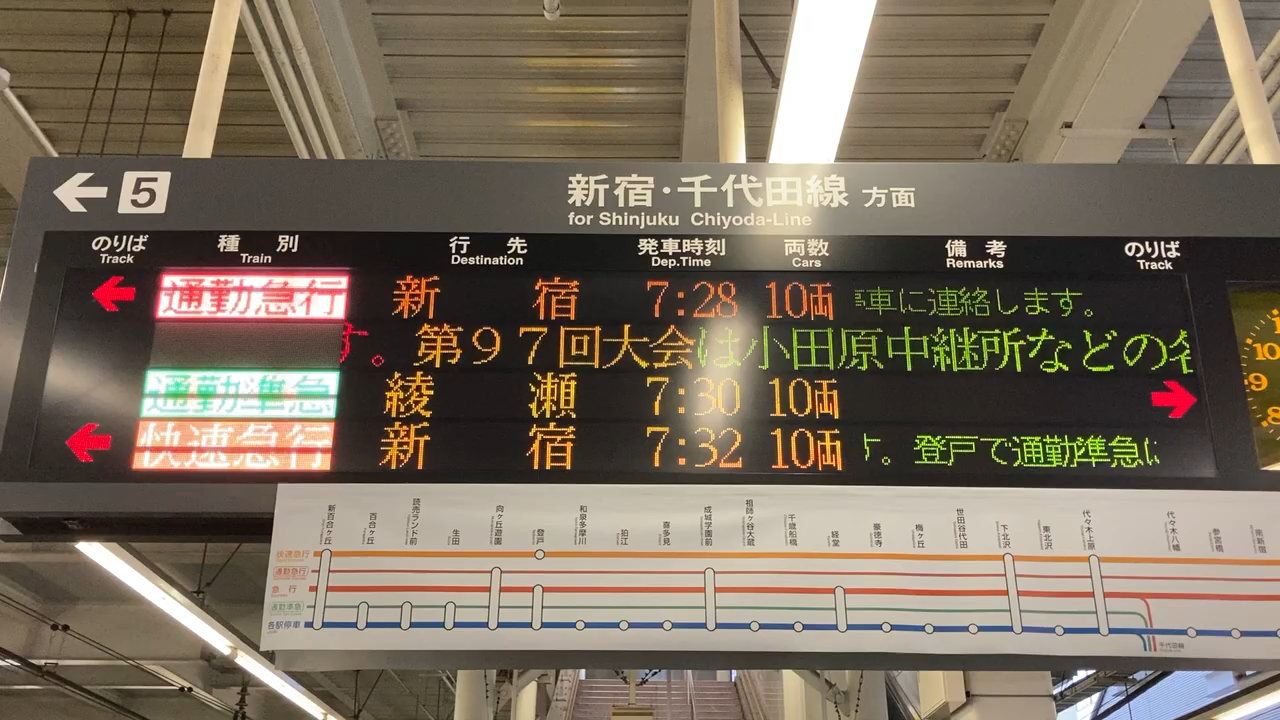 ← 5
新宿・千代田線 方面
for Shinjuku Chiyoda-Line
のりば 種別 行先 発車時刻 両数 備考 のりば
Track Train Destination Dep.Time Cars Remarks Track
← 通勤急行 新宿 7:28 10両 車に連絡します。
す。第97回大会は小田原中継所などの
通勤準急 綾瀬 7:30 10両 →
← 快速急行 新宿 7:32 10両 す。登戸で通勤準急に
新百合ヶ丘 百合ヶ丘 読売ランド前 生田 向ヶ丘遊園 登戸 和泉多摩川 狛江 喜多見 成城学園前 祖師ヶ谷大蔵 千歳船橋 経堂 豪徳寺 梅ヶ丘 世田谷代田 下北沢 東北沢 代々木上原 代々木八幡 参宮橋 南新宿
快速急行
通勤急行
急行
通勤準急
各駅停車
千代田線
10
9
8